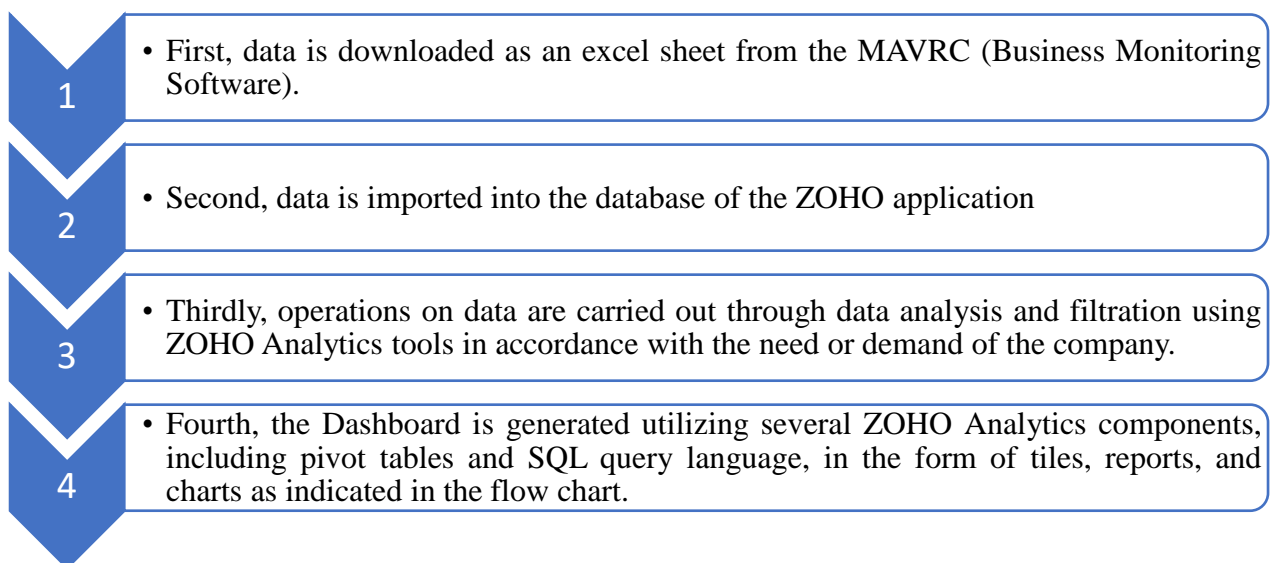 1
• First, data is downloaded as an excel sheet from the MAVRC (Business Monitoring
Software).
2
• Second, data is imported into the database of the ZOHO application
3
• Thirdly, operations on data are carried out through data analysis and filtration using
ZOHO Analytics tools in accordance with the need or demand of the company.
4
• Fourth, the Dashboard is generated utilizing several ZOHO Analytics components,
including pivot tables and SQL query language, in the form of tiles, reports, and
charts as indicated in the flow chart.